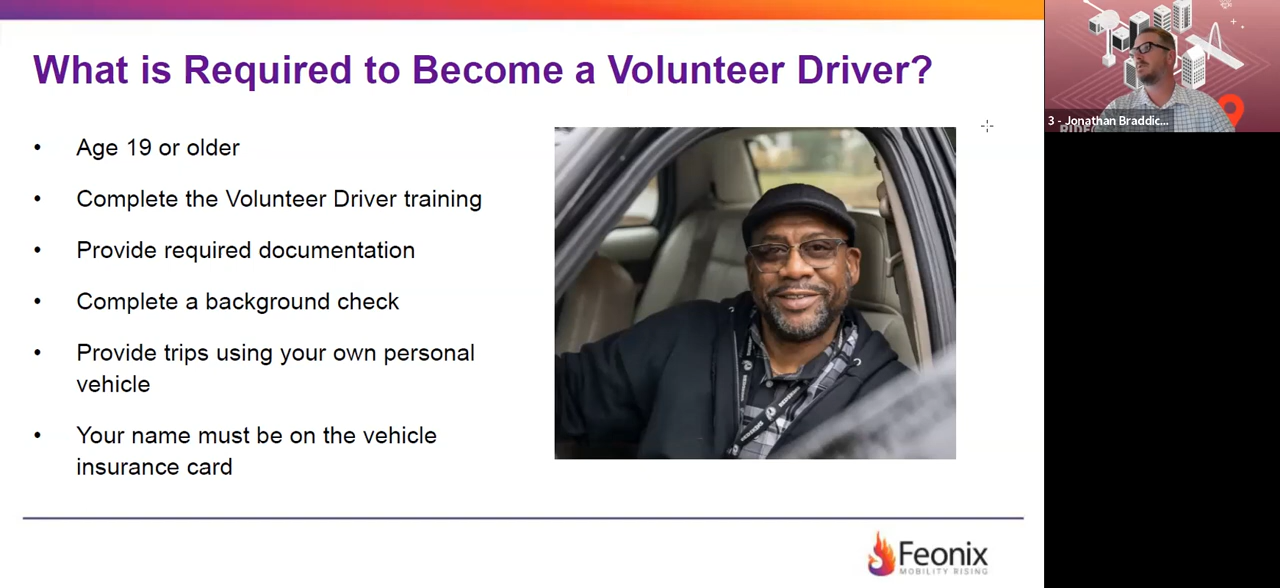 What is Required to Become a Volunteer Driver?
• Age 19 or older
• Complete the Volunteer Driver training
• Provide required documentation
• Complete a background check
• Provide trips using your own personal
vehicle
• Your name must be on the vehicle
insurance card
Feonix
MOBILITY RISING
3 - Jonathan Braddic...